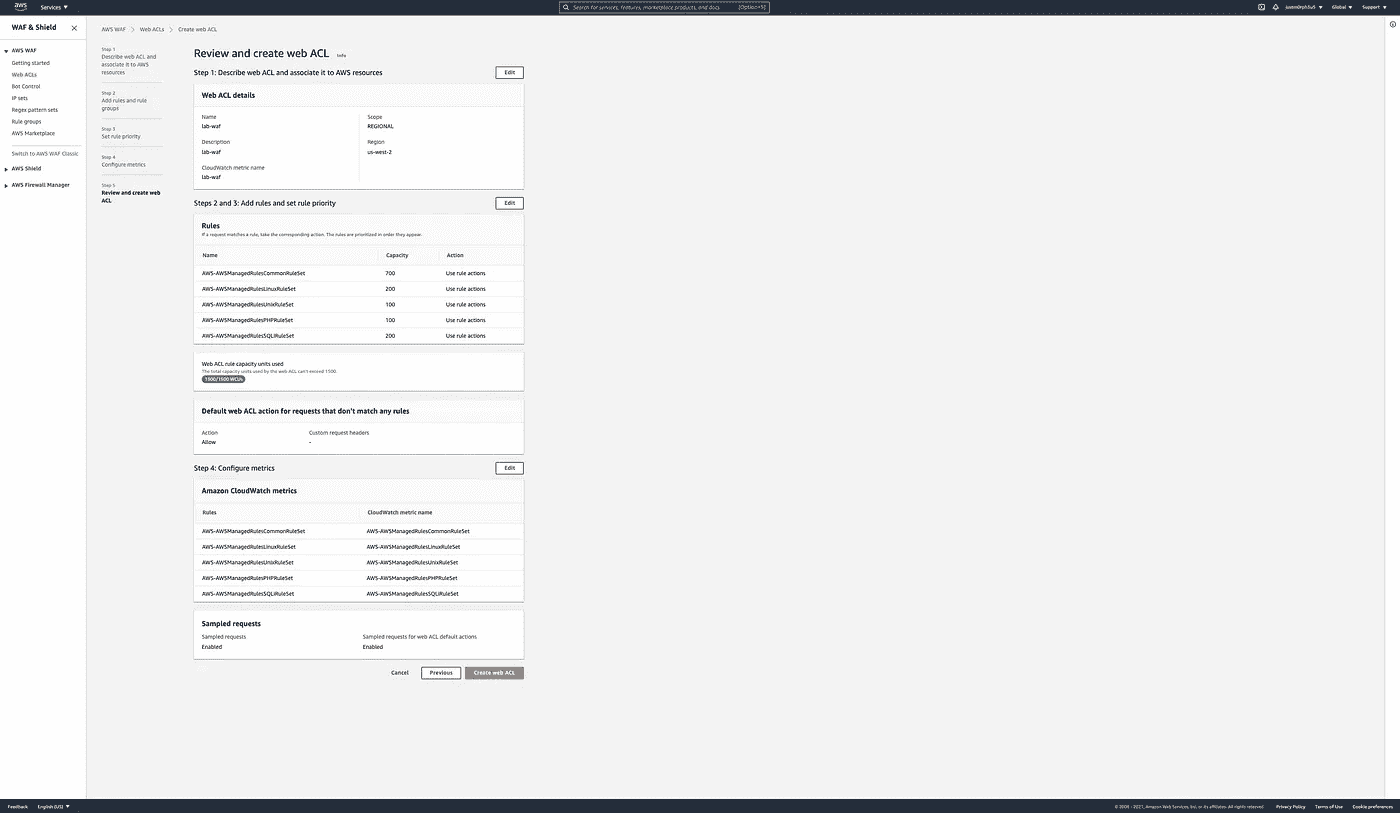 aws
Services
Search for services, features, marketplace products, and docs
[Option+S]
Global
Support
WAF & Shield
AWS WAF
Getting started
Web ACLs
Bot Control
IP sets
Regex pattern sets
Rule groups
AWS Marketplace
Switch to AWS WAF Classic
AWS Shield
AWS Firewall Manager
AWS WAF
Web ACLs
Create web ACL
Step 1
Describe web ACL and
associate it to AWS
resources
Step 2
Add rules and rule
groups
Step 3
Set rule priority
Step 4
Configure metrics
Step 5
Review and create web
ACL
Review and create web ACL Info
Step 1: Describe web ACL and associate it to AWS resources
Edit
Web ACL details
Name
lab-waf
Description
lab-waf
CloudWatch metric name
lab-waf
Scope
REGIONAL
Region
us-west-2
Steps 2 and 3: Add rules and set rule priority
Edit
Rules
If a request matches a rule, take the corresponding action. The rules are prioritized in order they appear.
Name Capacity Action
AWS-AWSManagedRulesCommonRuleSet 700 Use rule actions
AWS-AWSManagedRulesLinuxRuleSet 200 Use rule actions
AWS-AWSManagedRulesUnixRuleSet 100 Use rule actions
AWS-AWSManagedRulesPHPRuleSet 100 Use rule actions
AWS-AWSManagedRulesSQLiRuleSet 200 Use rule actions
Web ACL rule capacity units used
The total capacity units used by the web ACL can't exceed 1500.
/1500 WCUs
Default web ACL action for requests that don't match any rules
Action
Allow
Custom request headers
-
Step 4: Configure metrics
Edit
Amazon CloudWatch metrics
Rules CloudWatch metric name
AWS-AWSManagedRulesCommonRuleSet AWS-AWSManagedRulesCommonRuleSet
AWS-AWSManagedRulesLinuxRuleSet AWS-AWSManagedRulesLinuxRuleSet
AWS-AWSManagedRulesUnixRuleSet AWS-AWSManagedRulesUnixRuleSet
AWS-AWSManagedRulesPHPRuleSet AWS-AWSManagedRulesPHPRuleSet
AWS-AWSManagedRulesSQLiRuleSet AWS-AWSManagedRulesSQLiRuleSet
Sampled requests
Sampled requests
Enabled
Sampled requests for web ACL default actions
Enabled
Cancel
Previous
Create web ACL
Feedback
English (US)
© 2008 - 2021, Amazon Web Services, Inc. or its affiliates. All rights reserved.
Privacy Policy
Terms of Use
Cookie preferences